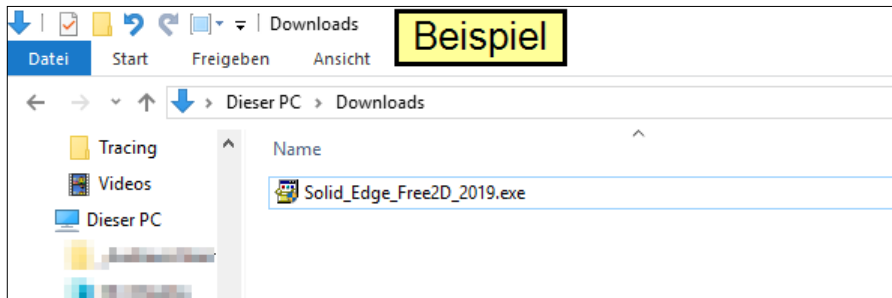 Downloads
Beispiel
Datei Start Freigeben Ansicht
Dieser PC > Downloads
Tracing
Name
Videos
Solid_Edge_Free2D_2019.exe
Dieser PC